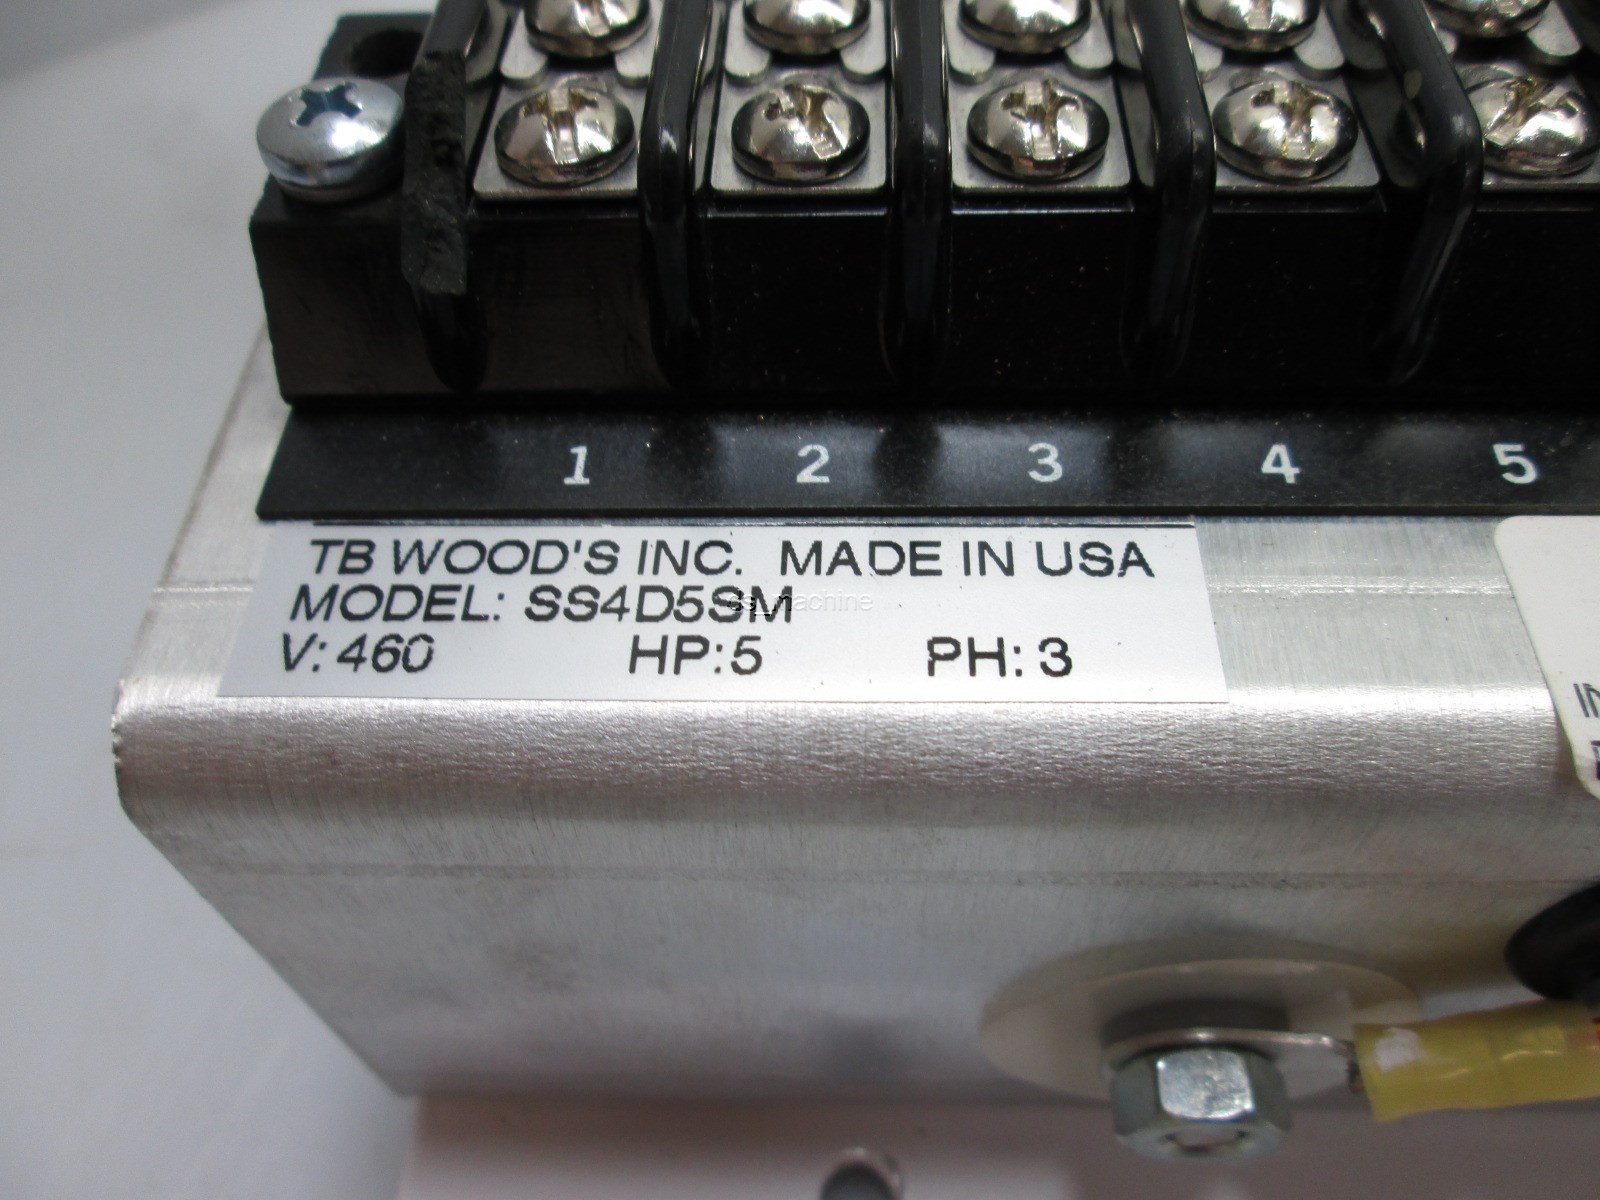 1 2 3 4 5
TB WOOD'S INC. MADE IN USA
MODEL: SS4D5SM
V: 460 HP:5 PH: 3